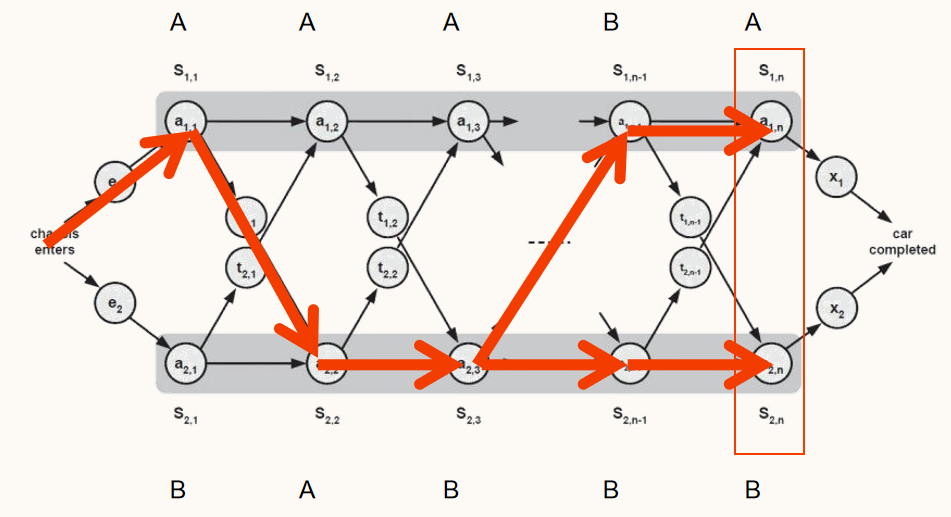 A A A B A
S1,1 S1,2 S1,3 S1,n-1 S1,n
a1,1 a1,2 a1,3 a1,n
e x1
t1,2 t1,n-1
chassis
enters
car
completed
t2,1 t2,2 t2,n-1
e2 x2
a2,1 a2,3
S2,1 S2,2 S2,3 S2,n-1 S2,n
B A B B B